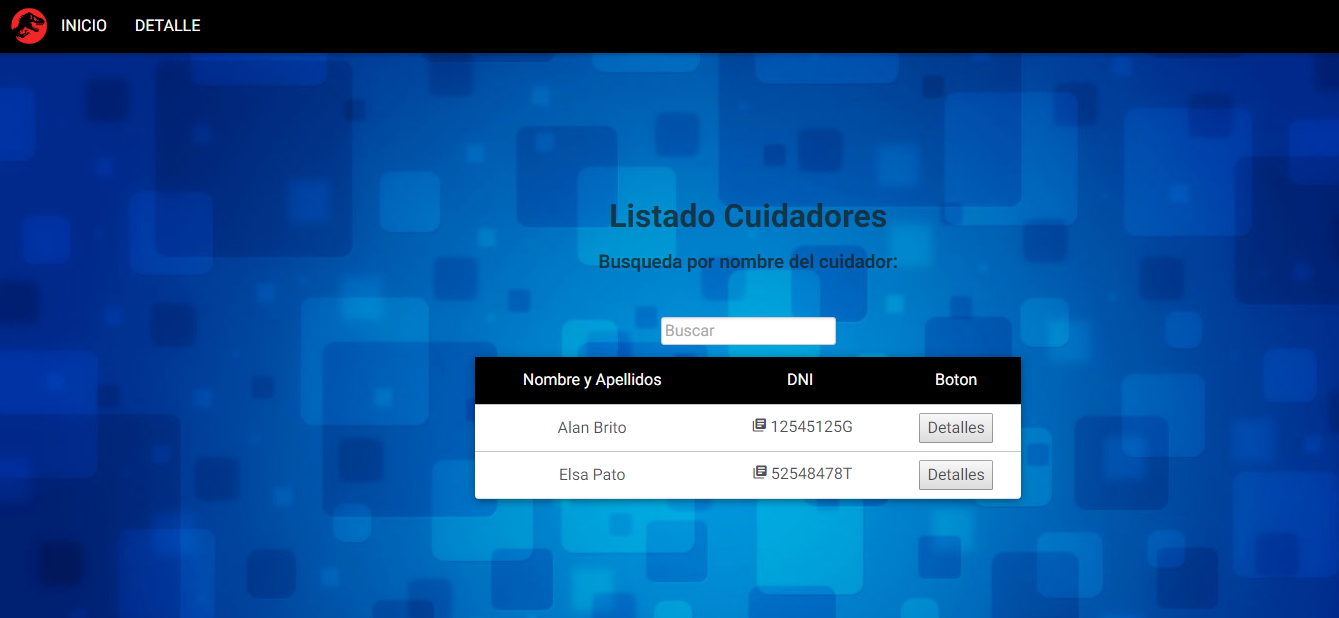 INICIO DETALLE
Listado Cuidadores
Busqueda por nombre del cuidador:
Buscar
Nombre y Apellidos DNI Boton
Alan Brito 12545125G Detalles
Elsa Pato 52548478T Detalles